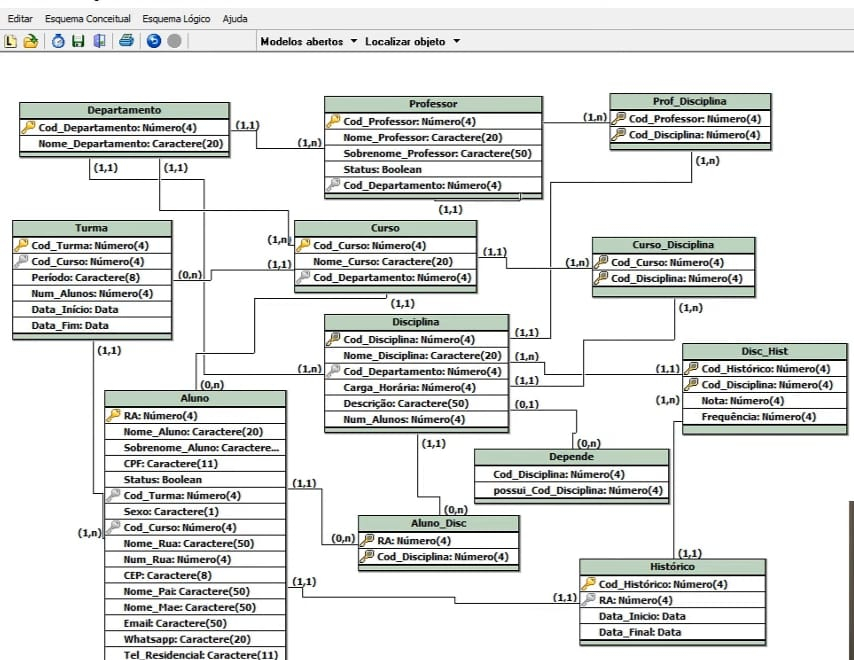 Editar Esquema Conceitual Esquema Lógico Ajuda
Modelos abertos Localizar objeto
Departamento
Cod_Departamento: Número(4)
Nome_Departamento: Caractere(20)
(1,1)
(1,1)
(1,1)
(1,n)
Professor
Cod_Professor: Número(4)
Nome_Professor: Caractere(20)
Sobrenome_Professor: Caractere(50)
Status: Boolean
Cod_Departamento: Número(4)
(1,1)
(1,n)
Prof_Disciplina
Cod_Professor: Número(4)
Cod_Disciplina: Número(4)
(1,n)
Turma
Cod_Turma: Número(4)
Cod_Curso: Número(4)
Período: Caractere(8)
Num_Alunos: Número(4)
Data_Início: Data
Data_Fim: Data
(0,n)
(1,1)
(1,n)
(1,1)
Curso
Cod_Curso: Número(4)
Nome_Curso: Caractere(20)
Cod_Departamento: Número(4)
(1,1)
(1,1)
(1,n)
Curso_Disciplina
Cod_Curso: Número(4)
Cod_Disciplina: Número(4)
(1,n)
Disciplina
Cod_Disciplina: Número(4)
Nome_Disciplina: Caractere(20)
Cod_Departamento: Número(4)
Carga_Horária: Número(4)
Descrição: Caractere(50)
Num_Alunos: Número(4)
(1,n)
(1,1)
(1,n)
(1,1)
(0,1)
(1,1)
Disc_Hist
Cod_Histórico: Número(4)
Cod_Disciplina: Número(4)
Nota: Número(4)
Frequência: Número(4)
(1,1)
(1,n)
(0,n)
Aluno
RA: Número(4)
Nome_Aluno: Caractere(20)
Sobrenome_Aluno: Caractere...
CPF: Caractere(11)
Status: Boolean
Cod_Turma: Número(4)
Sexo: Caractere(1)
Cod_Curso: Número(4)
Nome_Rua: Caractere(50)
Num_Rua: Número(4)
CEP: Caractere(8)
Nome_Pai: Caractere(50)
Nome_Mae: Caractere(50)
Email: Caractere(50)
Whatsapp: Caractere(20)
Tel_Residencial: Caractere(11)
(1,n)
(1,1)
(1,1)
(0,n)
Depende
Cod_Disciplina: Número(4)
possui_Cod_Disciplina: Número(4)
(0,n)
(0,n)
Aluno_Disc
RA: Número(4)
Cod_Disciplina: Número(4)
(1,1)
(1,1)
Histórico
Cod_Histórico: Número(4)
RA: Número(4)
Data_Inicio: Data
Data_Final: Data